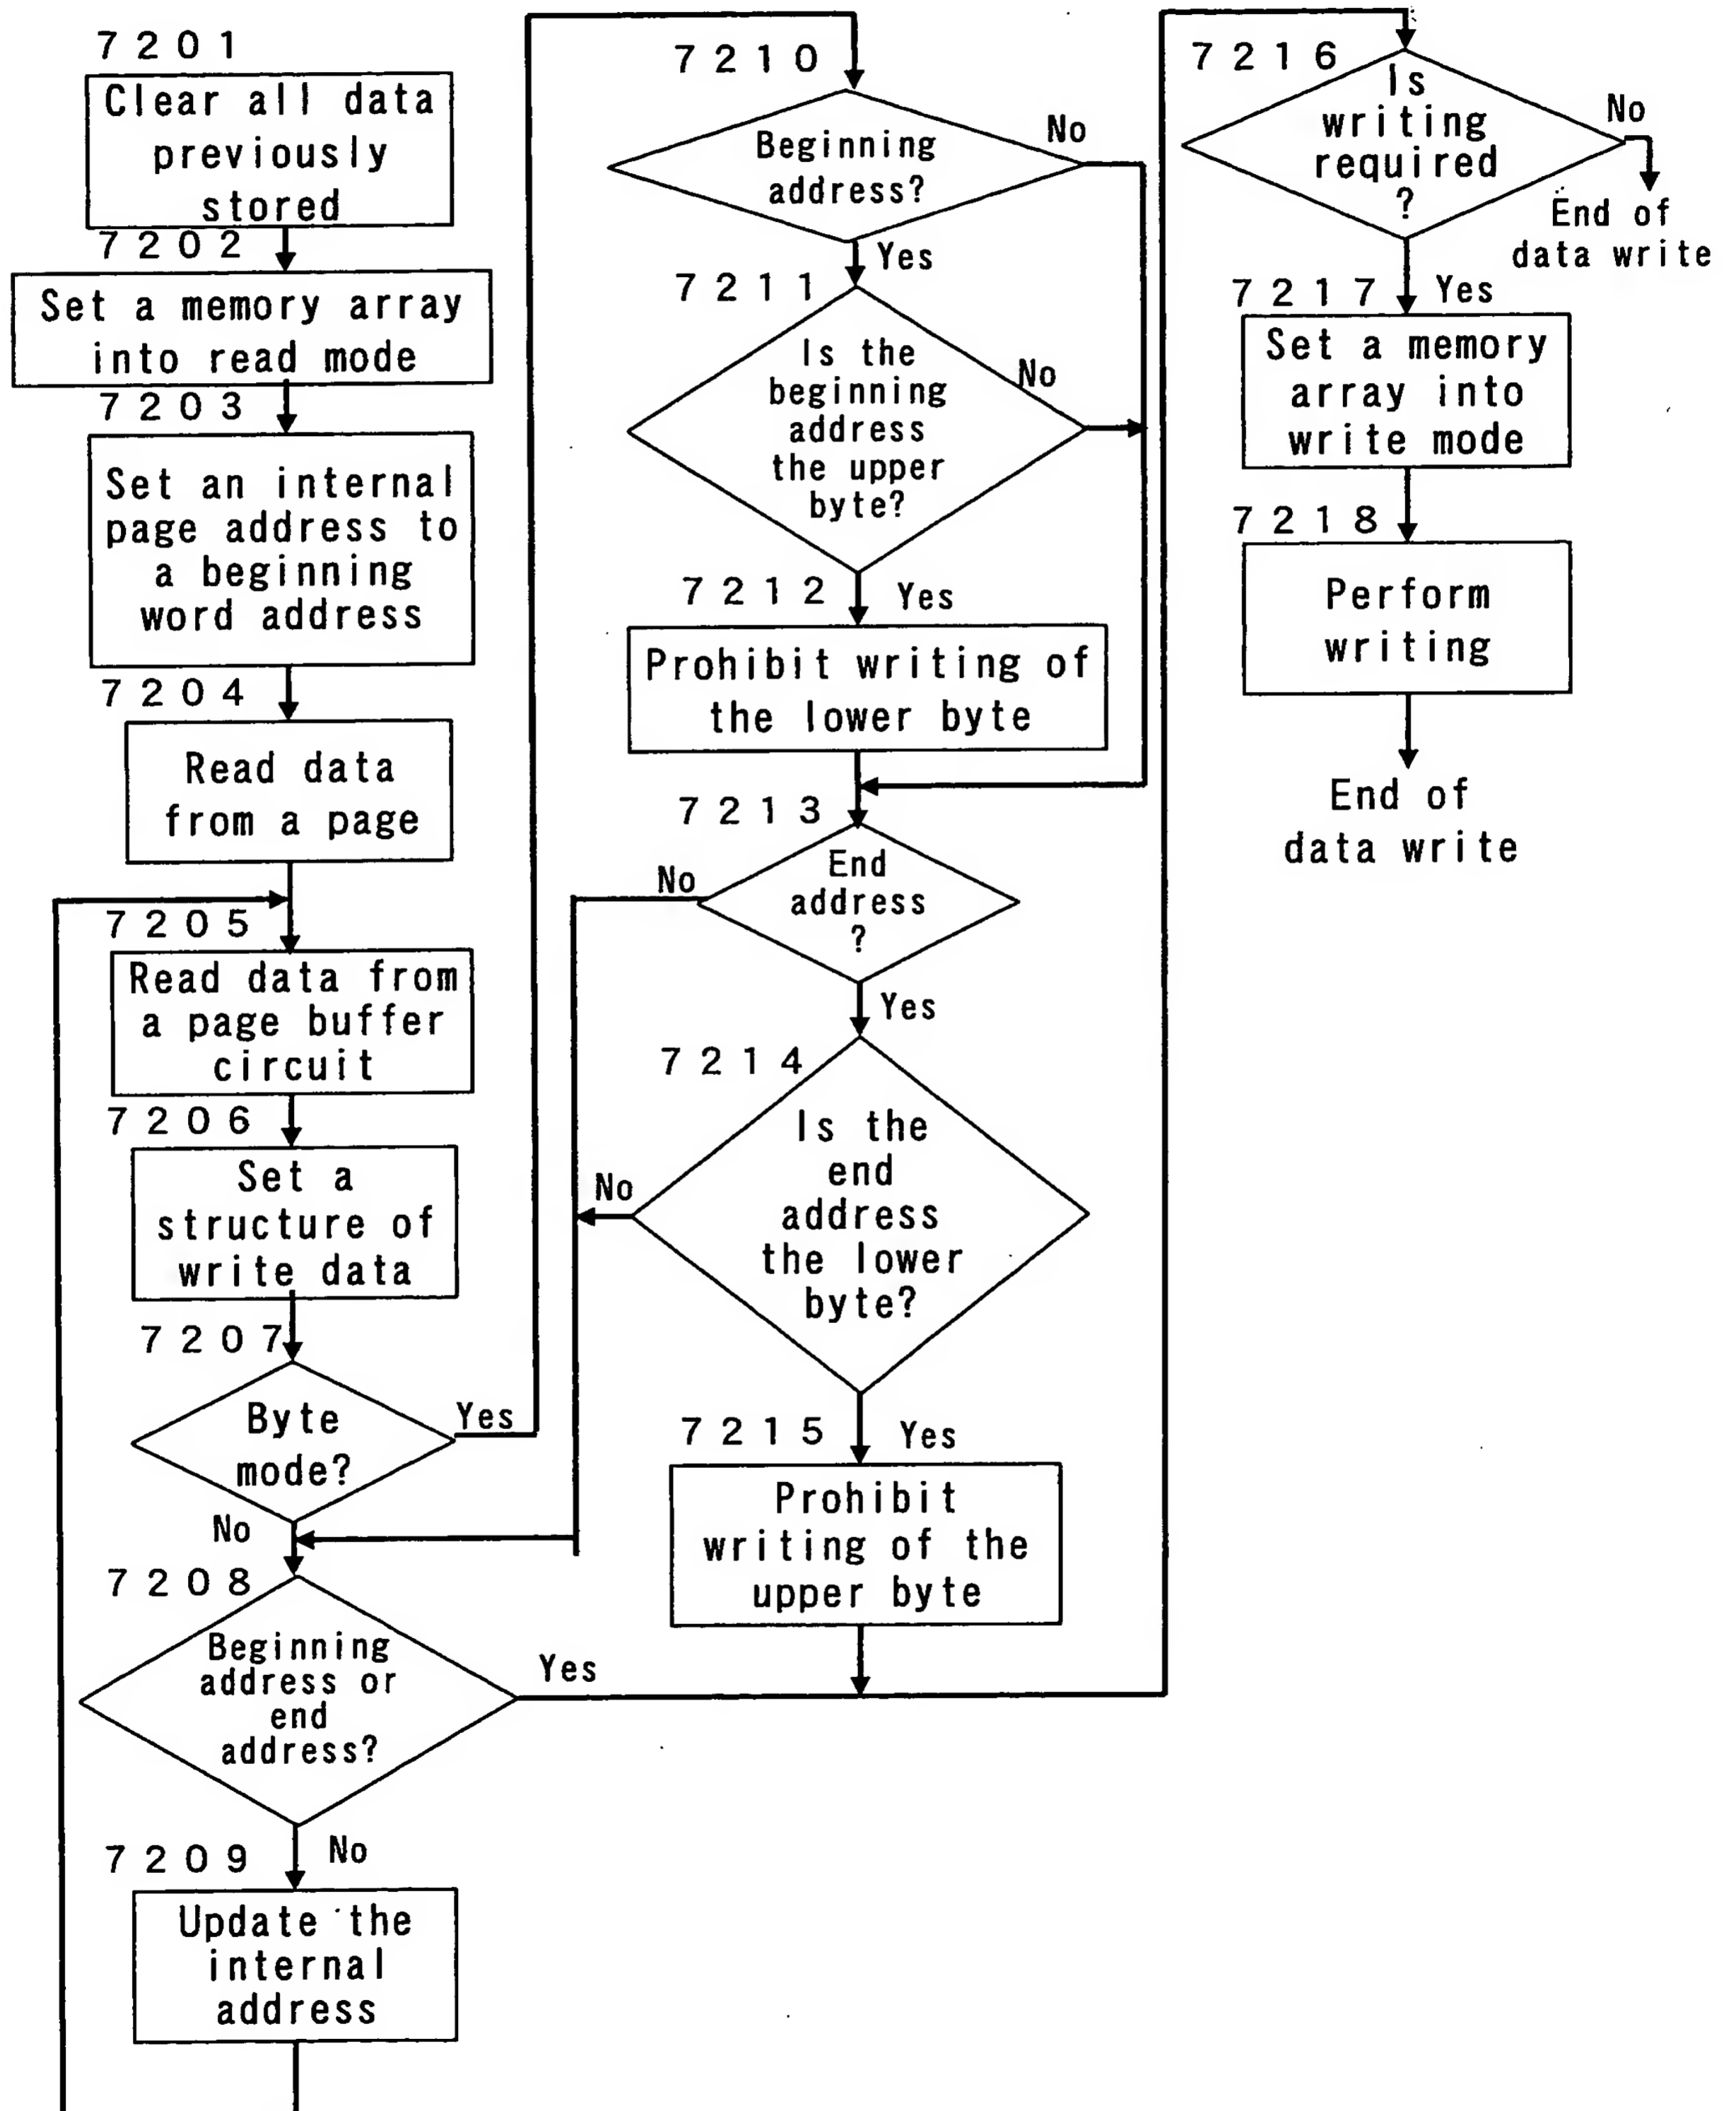 7201
Clear all data
previously
stored
7202
Set a memory array
into read mode
7203
Set an internal
page address to
a beginning
word address
7204
Read data
from a page
7205
Read data from
a page buffer
circuit
7206
Set a
structure of
write data
7207
Byte
mode?
Yes
No
7208
Beginning
address or
end
address?
Yes
7209
No
Update the
internal
address
7210
Beginning
address?
No
Yes
7211
Is the
beginning
address
the upper
byte?
No
7212
Yes
Prohibit writing of
the lower byte
7213
End
address
?
No
Yes
7214
Is the
end
address
the lower
byte?
No
7215
Yes
Prohibit
writing of the
upper byte
7216
Is
writing
required
?
No
End of
data write
7217
Yes
Set a memory
array into
write mode
7218
Perform
writing
End of
data write